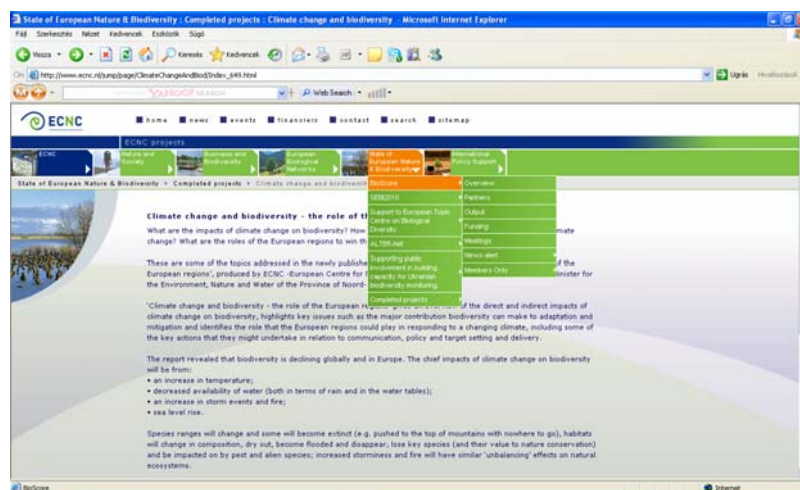 State of European Nature & Biodiversity : Completed projects : Climate change and biodiversity - Microsoft Internet Explorer
Fájl Szerkesztés Nézet Kedvencek Eszközök Súgó
Vissza Keresés Kedvencek
http://www.ecnc.nl/jump/page/ClimateChangeAndBiod/Index_649.html Ugrás Hivatkozások
YAHOO! SEARCH Web Search
ECNC home news events financiers contact search sitemap
ECNC projects
ECNC Nature and Society Business and Biodiversity European Ecological Networks State of European Nature & Biodiversity International Policy Support
State of European Nature & Biodiversity Completed projects Climate change and biodiversity
BioScore Overview
SEBI2010 Partners
Support to European Topic Centre on Biological Diversity Output
Funding
ALTER-Net Meetings
Supporting public involvement in building capacity for Ukrainian biodiversity monitoring News alert
Members Only
Completed projects
Climate change and biodiversity - the role of
What are the impacts of climate change on biodiversity? How
change? What are the roles of the European regions to win
These are some of the topics addressed in the newly
European regions', produced by ECNC -European Centre for
the Environment, Nature and Water of the Province of Noord-
'Climate change and biodiversity - the role of the European of the direct and indirect impacts of
climate change on biodiversity, highlights key issues such as the major contribution biodiversity can make to adaptation and
mitigation and identifies the role that the European regions could play in responding to a changing climate, including some of
the key actions that they might undertake in relation to communication, policy and target setting and delivery.
The report revealed that biodiversity is declining globally and in Europe. The chief impacts of climate change on biodiversity
will be from:
• an increase in temperature;
• decreased availability of water (both in terms of rain and in the water tables);
• an increase in storm events and fire;
• sea level rise.
Species ranges will change and some will become extinct (e.g. pushed to the top of mountains with nowhere to go), habitats
will change in composition, dry out, become flooded and disappear, lose key species (and their value to nature conservation)
and be impacted on by pest and alien species; increased storminess and fire will have similar 'unbalancing' effects on natural
ecosystems.
BioScore Internet